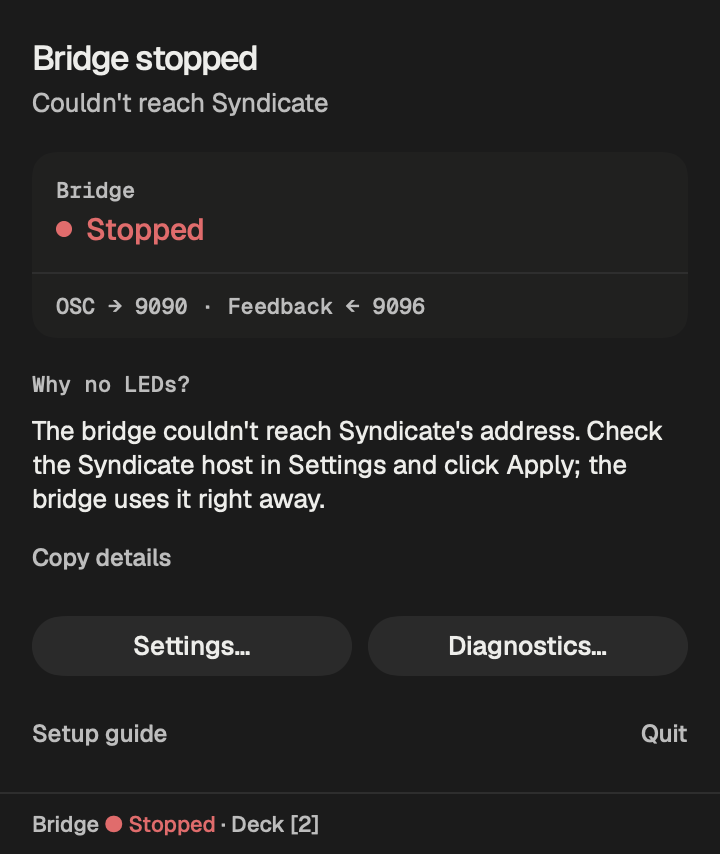 Bridge stopped
Couldn't reach Syndicate
Bridge
Stopped
OSC → 9090 · Feedback ← 9096
Why no LEDs?
The bridge couldn't reach Syndicate's address. Check
the Syndicate host in Settings and click Apply; the
bridge uses it right away.
Copy details
Settings... Diagnostics...
Setup guide Quit
Bridge Stopped · Deck [2]